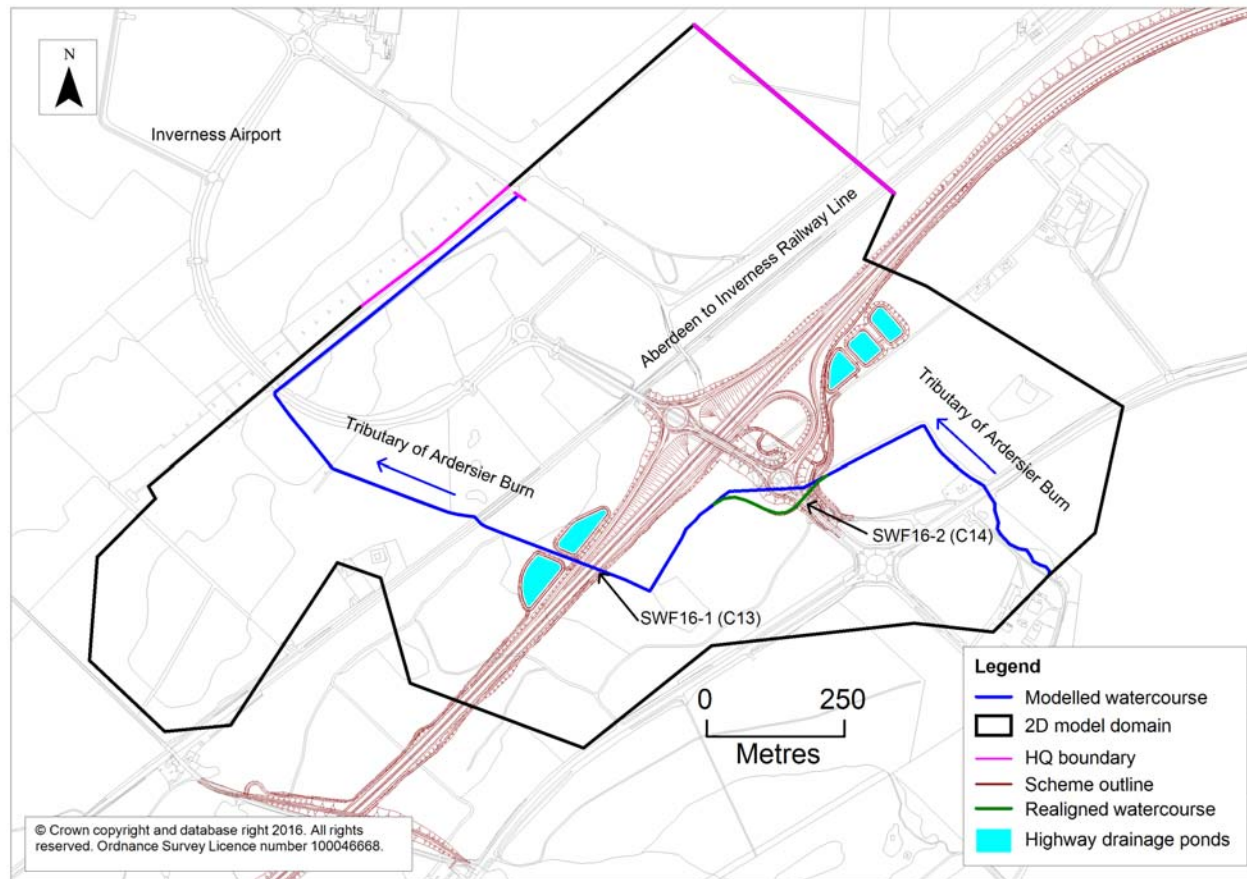 N
Inverness Airport
Aberdeen to Inverness Railway Line
Tributary of Ardersier Burn
Tributary of Ardersier Burn
SWF16-2 (C14)
SWF16-1 (C13)
0 250
Metres
Legend
Modelled watercourse
2D model domain
HQ boundary
Scheme outline
Realigned watercourse
Highway drainage ponds
© Crown copyright and database right 2016. All rights
reserved. Ordnance Survey Licence number 100046668.